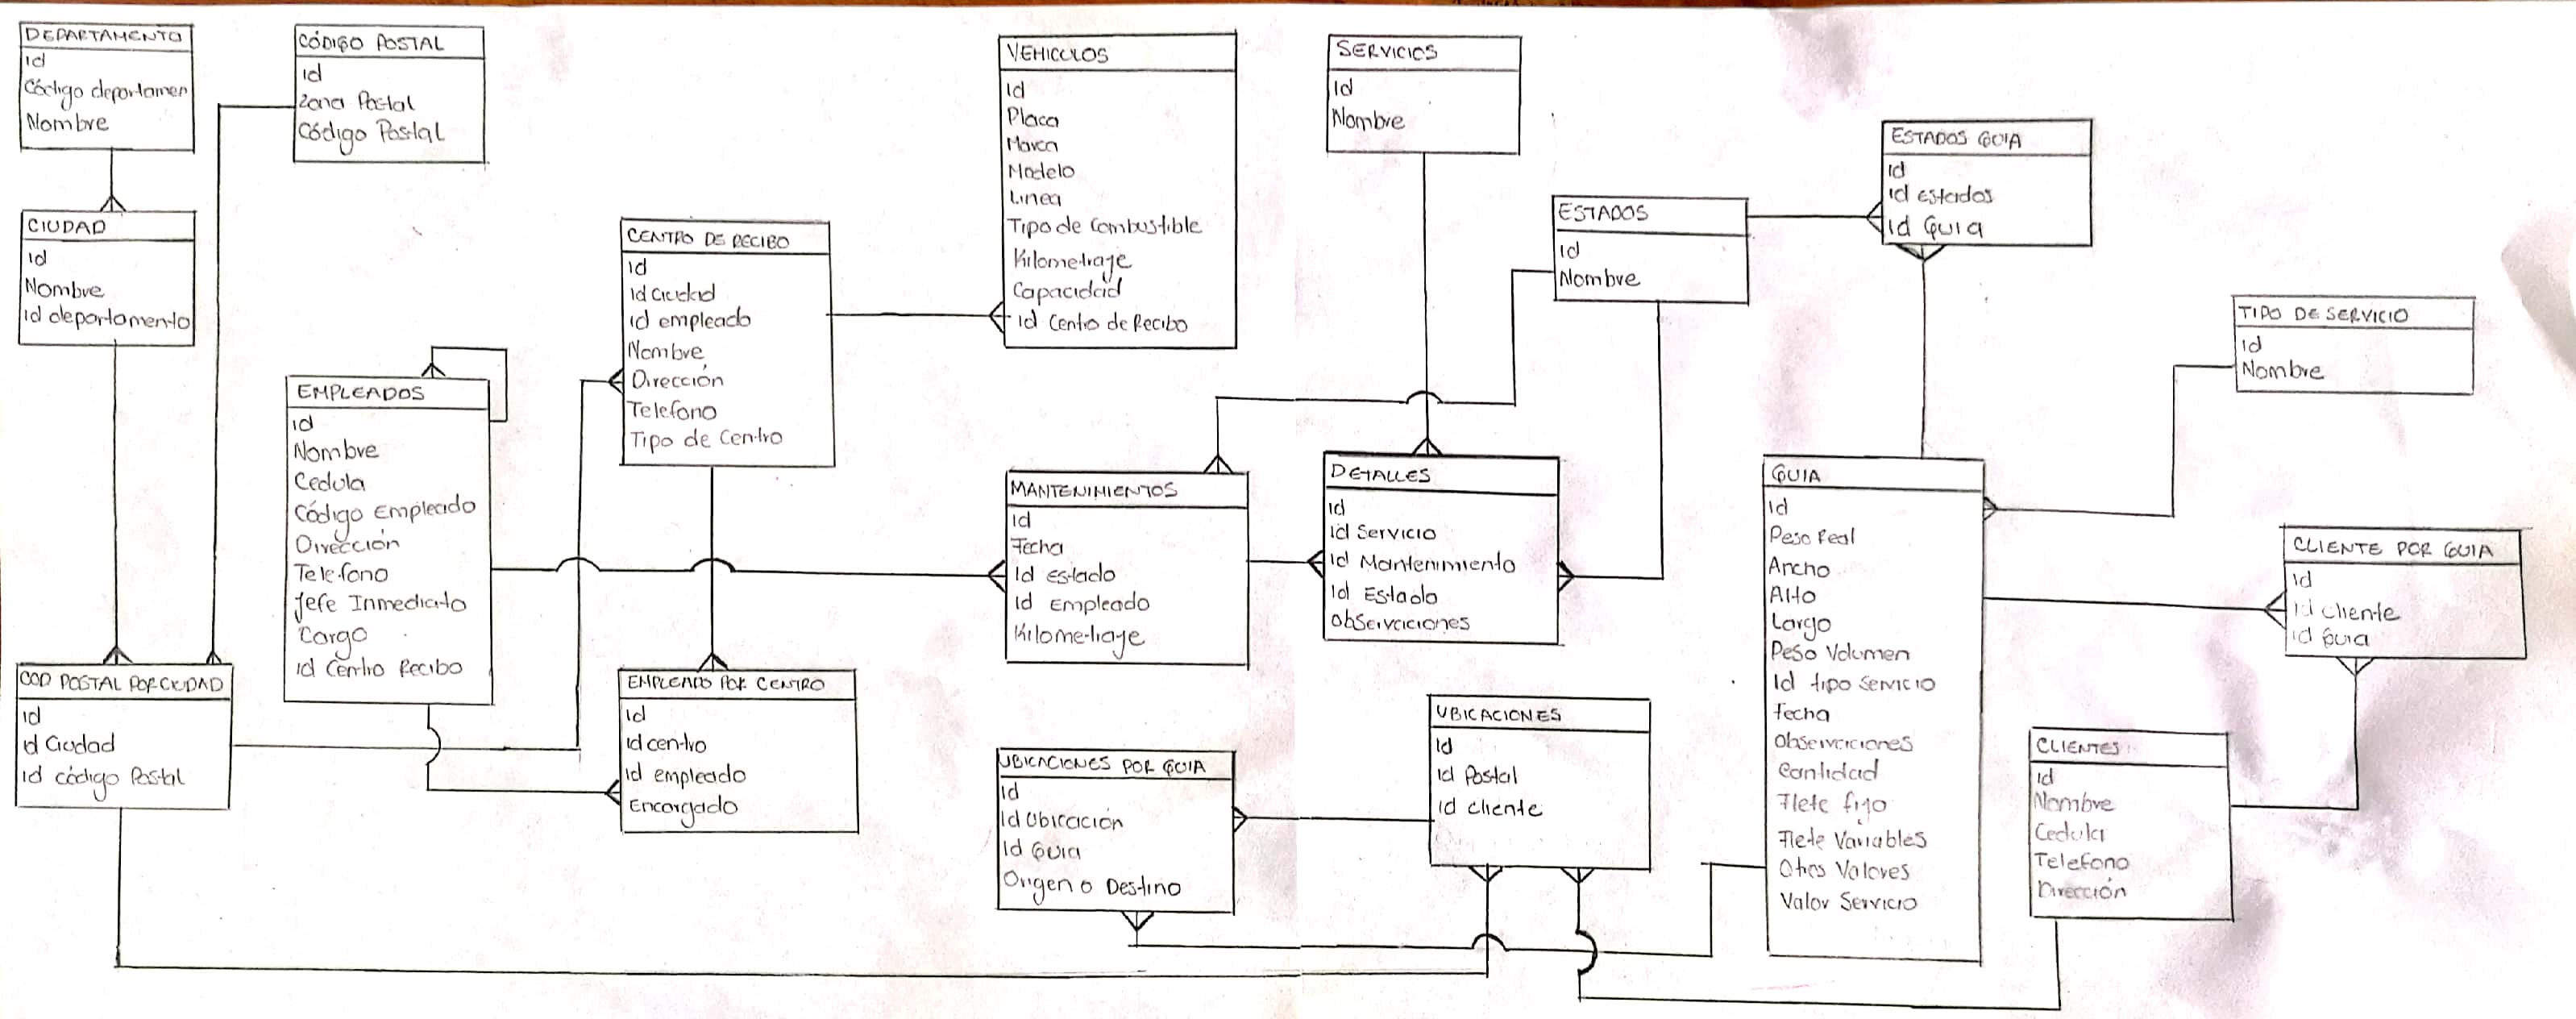 DEPARTAMENTO
id
Código departamen
Nombre
CÓDIGO POSTAL
id
Zona Postal
Código Postal
CIUDAD
id
Nombre
id departamento
EMPLEADOS
id
Nombre
Cedula
Código Empleado
Dirección
Telefono
Jefe Inmediato
Cargo
id Centro Recibo
COD POSTAL POR CIUDAD
id
id Ciudad
id código Postal
CENTRO DE RECIBO
id
id ciudad
id empleado
Nombre
Dirección
Telefono
Tipo de Centro
EMPLEADO POR CENTRO
id
id centro
id empleado
Encargado
VEHICULOS
id
Placa
Marca
Modelo
Linea
Tipo de Combustible
Kilometraje
Capacidad
id Centro de Recibo
MANTENIMIENTOS
id
Fecha
id Estado
id Empleado
Kilometraje
UBICACIONES POR GUIA
id
id Ubicación
id Guia
Origen o Destino
SERVICIOS
id
Nombre
DETALLES
id
id Servicio
id Mantenimiento
id Estado
observaciones
UBICACIONES
id
id Postal
id cliente
ESTADOS
id
Nombre
ESTADOS GUIA
id
id estados
id Guia
GUIA
id
Peso Real
Ancho
Alto
Largo
Peso Volumen
id tipo servicio
fecha
observaciones
Cantidad
Flete fijo
Flete Variables
Otros Valores
Valor Servicio
TIPO DE SERVICIO
id
Nombre
CLIENTE POR GUIA
id
id cliente
id Guia
CLIENTES
id
Nombre
Cedula
Telefono
Dirección